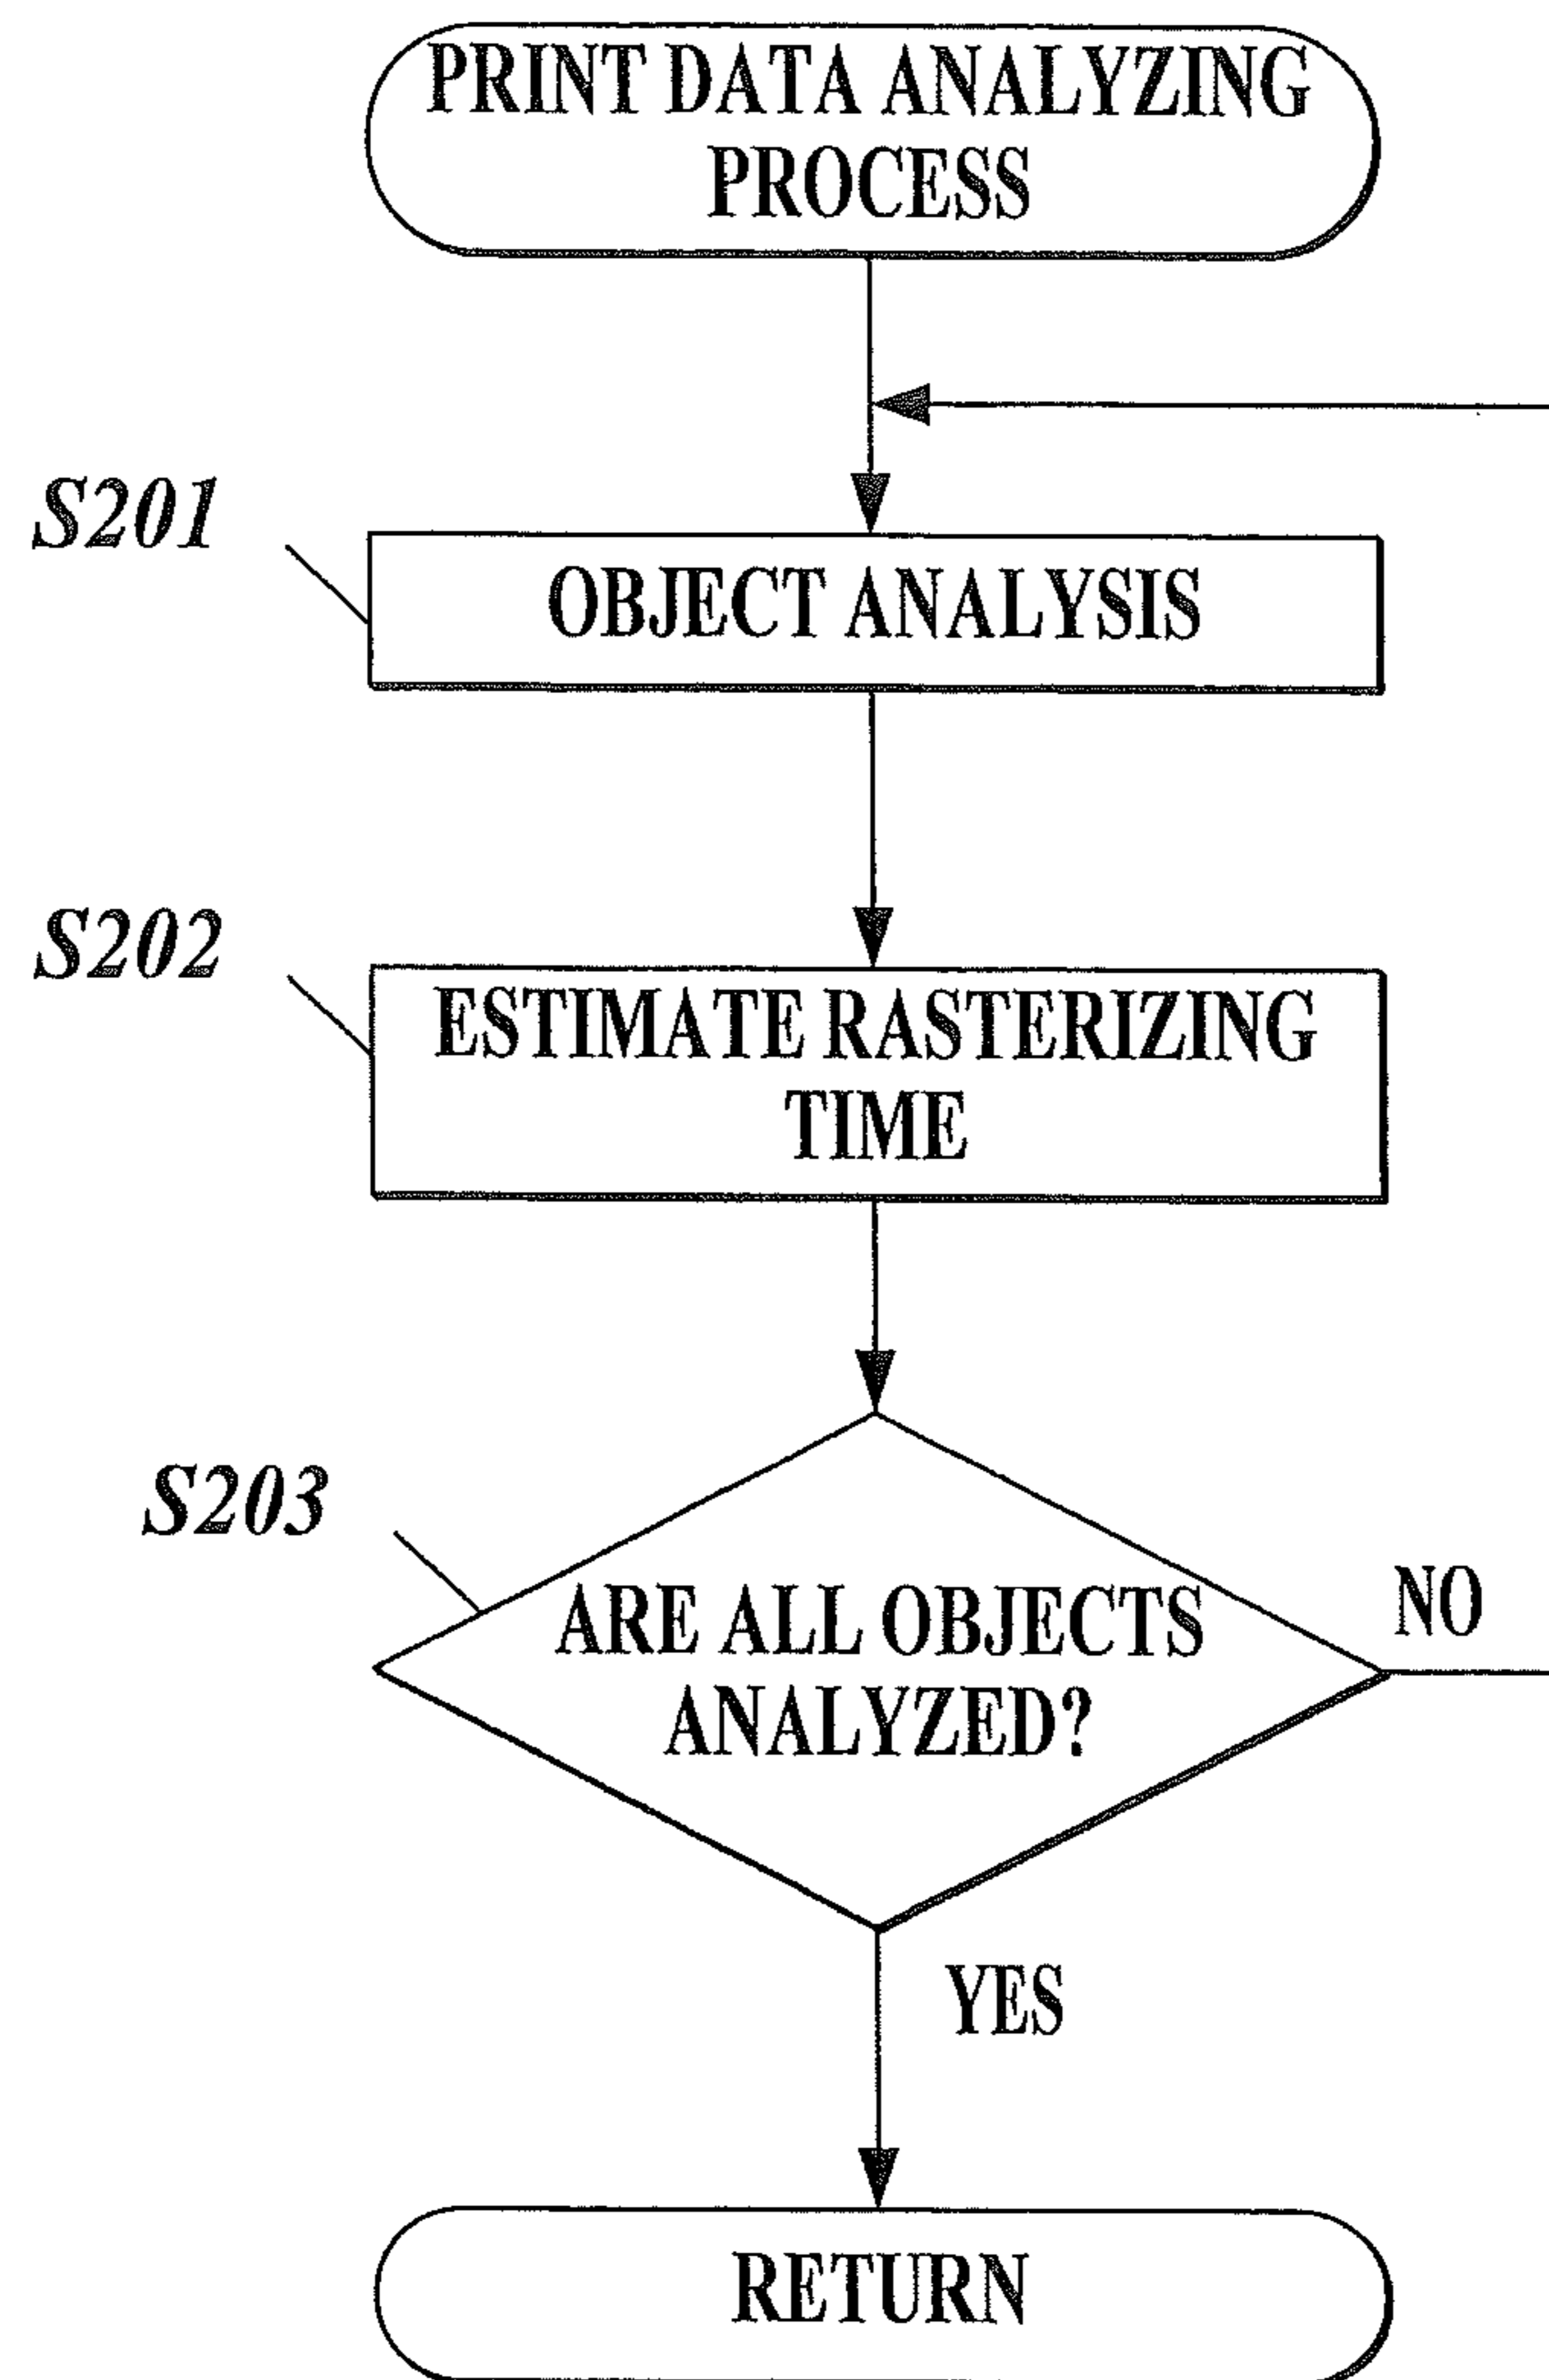 PRINT DATA ANALYZING
PROCESS
S201
OBJECT ANALYSIS
S202
ESTIMATE RASTERIZING
TIME
S203
ARE ALL OBJECTS
ANALYZED?
NO
YES
RETURN